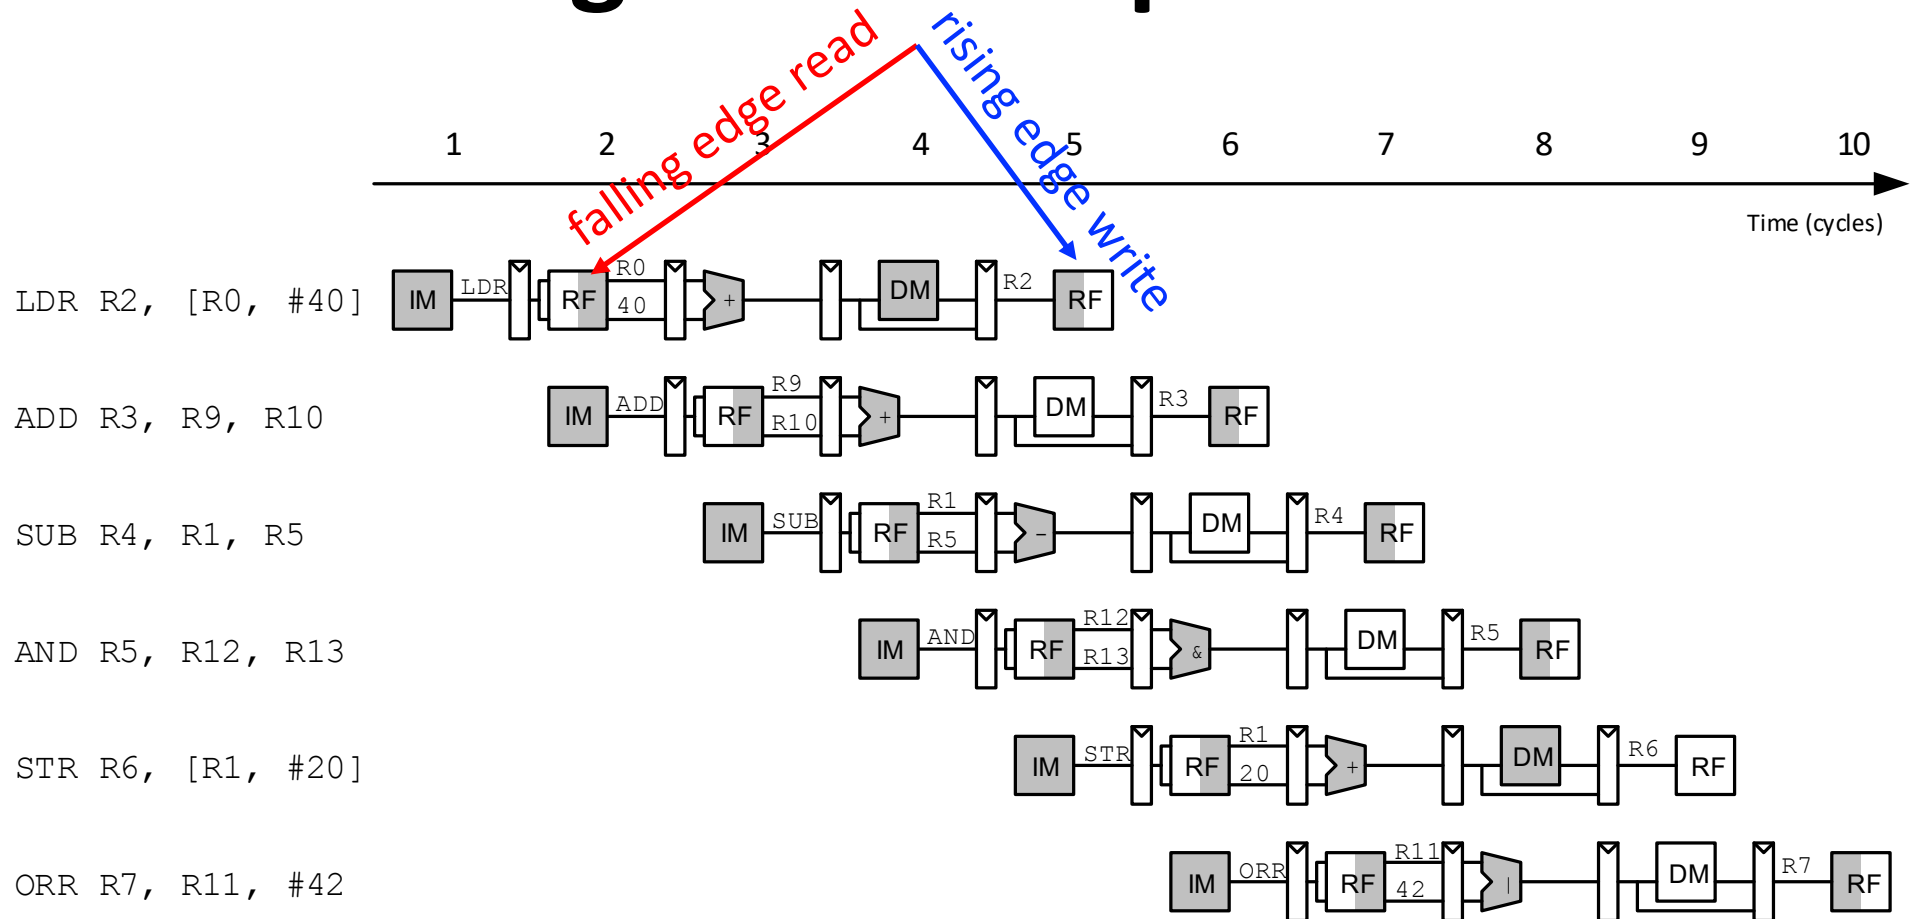 falling edge read
rising edge write
1 2 3 4 5 6 7 8 9 10
Time (cycles)
LDR R2, [R0, #40] IM LDR RF R0 40 + DM R2 RF
ADD R3, R9, R10 IM ADD RF R9 R10 + DM R3 RF
SUB R4, R1, R5 IM SUB RF R1 R5 - DM R4 RF
AND R5, R12, R13 IM AND RF R12 R13 & DM R5 RF
STR R6, [R1, #20] IM STR RF R1 20 + DM R6 RF
ORR R7, R11, #42 IM ORR RF R11 42 | DM R7 RF